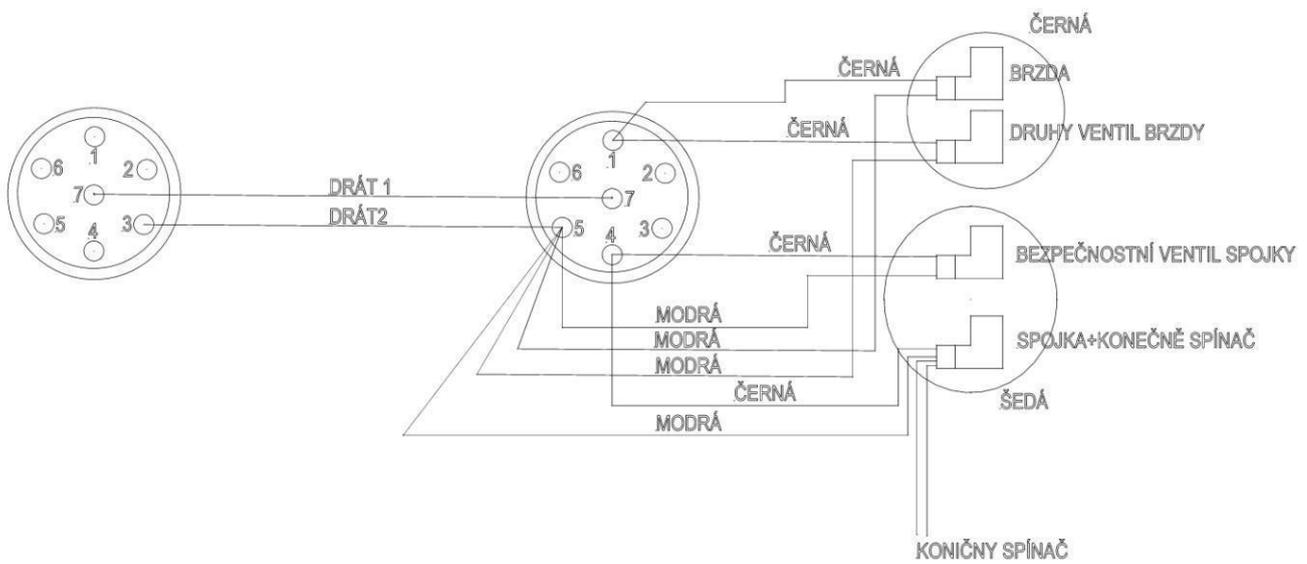 ČERNÁ
ČERNÁ
BRZDA
ČERNÁ
DRUHY VENTIL BRZDY
1
6
2
7
5
3
4
DRÁT 1
DRÁT2
1
6
2
7
5
3
4
ČERNÁ
BEZPEČNOSTNÍ VENTIL SPOJKY
MODRÁ
MODRÁ
SPOJKA+KONEČNĚ SPÍNAČ
MODRÁ
ČERNÁ
ŠEDÁ
MODRÁ
KONIČNY SPÍNAČ